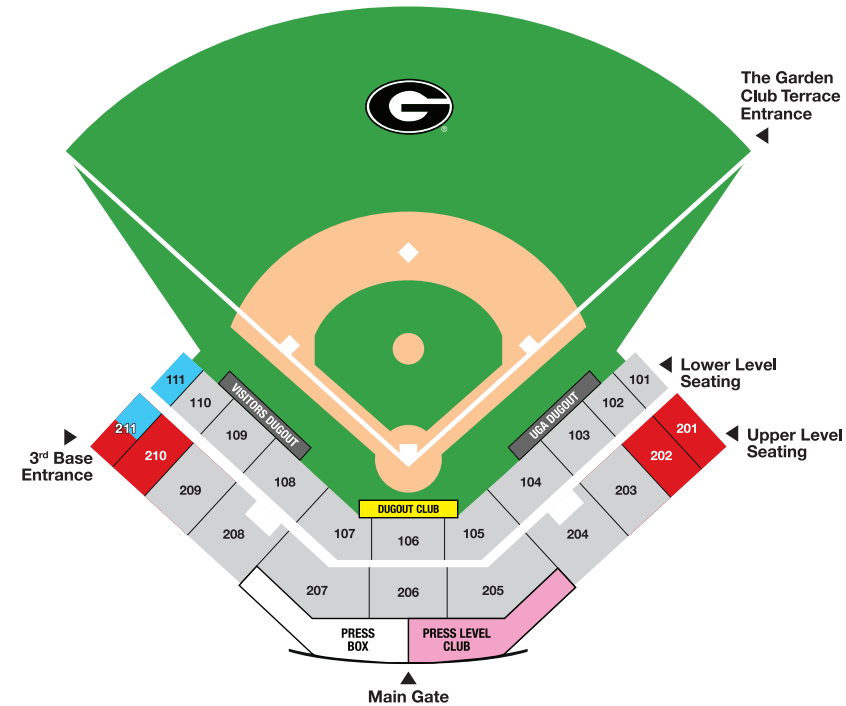 The Garden
Club Terrace
Entrance
G
®
Lower Level
Seating
Upper Level
Seating
3rd Base
Entrance
VISITORS DUGOUT
UGA DUGOUT
DUGOUT CLUB
111
110
109
108
107
106
105
104
103
102
101
211
210
209
208
207
206
205
204
203
202
201
PRESS
BOX
PRESS LEVEL
CLUB
Main Gate